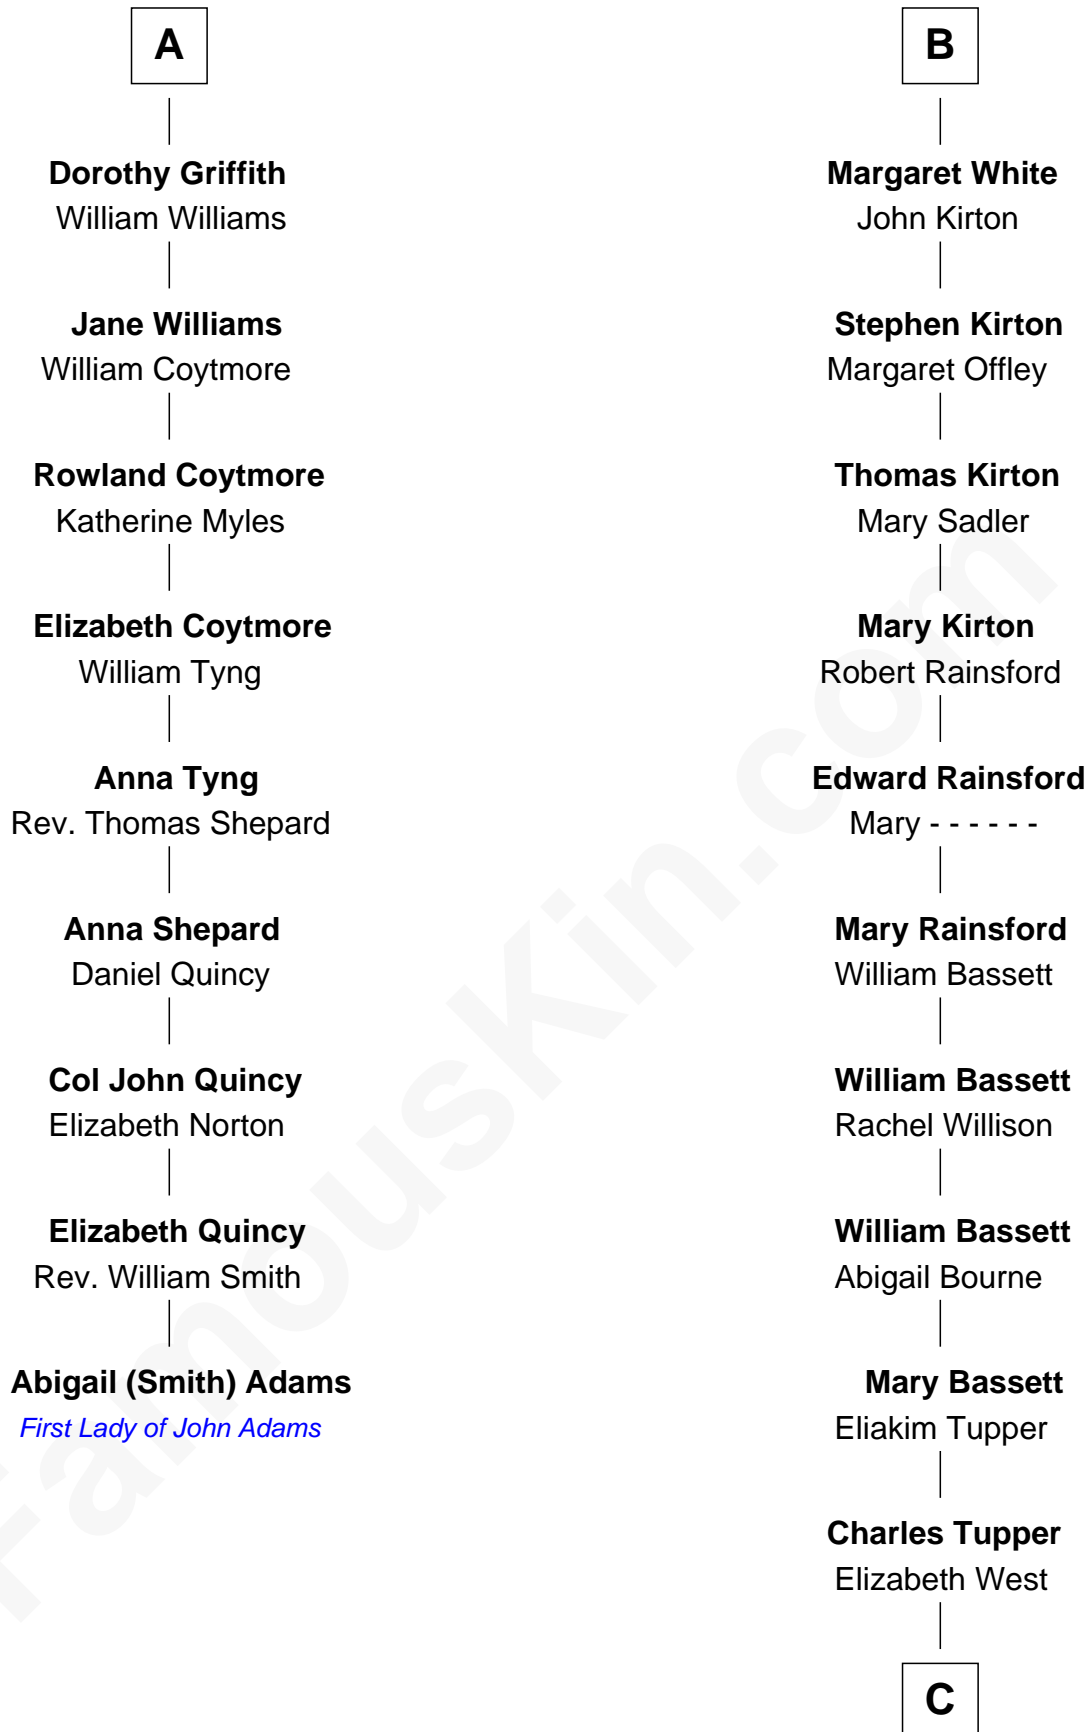 A
Dorothy Griffith
William Williams
Jane Williams
William Coytmore
Rowland Coytmore
Katherine Myles
Elizabeth Coytmore
William Tyng
Anna Tyng
Rev. Thomas Shepard
Anna Shepard
Daniel Quincy
Col John Quincy
Elizabeth Norton
Elizabeth Quincy
Rev. William Smith
Abigail (Smith) Adams
First Lady of John Adams
B
Margaret White
John Kirton
Stephen Kirton
Margaret Offley
Thomas Kirton
Mary Sadler
Mary Kirton
Robert Rainsford
Edward Rainsford
Mary - - - - - -
Mary Rainsford
William Bassett
William Bassett
Rachel Willison
William Bassett
Abigail Bourne
Mary Bassett
Eliakim Tupper
Charles Tupper
Elizabeth West
C
FamousKin.com